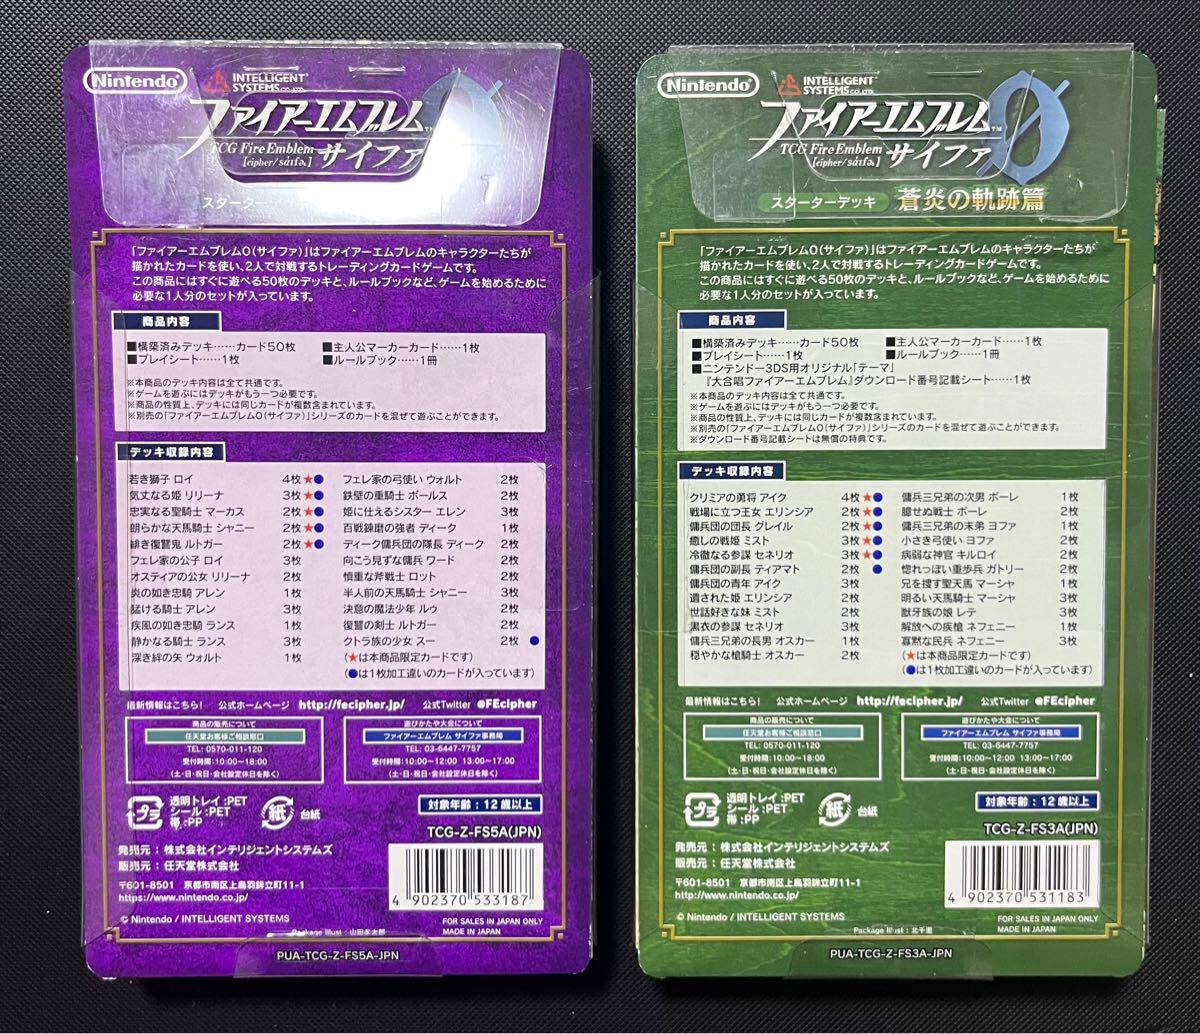 Nintendo®
INTELLIGENT
SYSTEMS CO.,LTD.
ファイアーエムブレム™
TCG Fire Emblem
【cipher/sάɪfə】サイファ
スターター
『ファイアーエムブレム0(サイファ)』はファイアーエムブレムのキャラクターたちが
描かれたカードを使い、2人で対戦するトレーディングカードゲームです。
この商品にはすぐに遊べる50枚のデッキと、ルールブックなど、ゲームを始めるために
必要な1人分のセットが入っています。
商品内容
■構築済みデッキ……カード50枚 ■主人公マーカーカード……1枚
■プレイシート……1枚 ■ルールブック……1冊
※本商品のデッキ内容は全て共通です。
※ゲームを遊ぶにはデッキがもう一つ必要です。
※商品の性質上、デッキには同じカードが複数含まれています。
※別売の『ファイアーエムブレム0(サイファ)』シリーズのカードを混ぜて遊ぶことができます。
デッキ収録内容
若き獅子 ロイ 4枚★● フェレ家の弓使い ウォルト 2枚
気丈なる姫 リリーナ 3枚★● 鉄壁の重騎士 ボールス 2枚
忠実なる聖騎士 マーカス 2枚★● 姫に仕えるシスター エレン 3枚
朗らかな天馬騎士 シャニー 2枚★● 百戦錬磨の強者 ディーク 1枚
緋き復讐鬼 ルトガー 2枚★● ディーク傭兵団の隊長 ディーク 2枚
フェレ家の公子 ロイ 3枚 向こう見ずな傭兵 ワード 2枚
オスティアの公女 リリーナ 2枚 慎重な斧戦士 ロット 2枚
炎の如き忠騎 アレン 1枚 半人前の天馬騎士 シャニー 3枚
猛ける騎士 アレン 3枚 決意の魔法少年 ルゥ 2枚
疾風の如き忠騎 ランス 1枚 復讐の剣士 ルトガー 2枚
静かなる騎士 ランス 3枚 クトラ族の少女 スー 2枚 ●
深き絆の矢 ウォルト 1枚 (★は本商品限定カードです)
(●は1枚加工違いのカードが入っています)
最新情報はこちら! 公式ホームページ http://fecipher.jp/ 公式Twitter @FEcipher
商品の販売について
任天堂お客様ご相談窓口
TEL: 0570-011-120
受付時間:10:00〜18:00
(土・日・祝日・会社設定休日を除く)
遊びかたや大会について
ファイアーエムブレム サイファ事務局
TEL: 03-6447-7757
受付時間:10:00〜12:00 13:00〜17:00
(土・日・祝日・会社設定休日を除く)
プラ
透明トレイ:PET
シール:PET
帯:PP
紙 台紙
対象年齢:12歳以上
TCG-Z-FS5A(JPN)
発売元:株式会社インテリジェントシステムズ
販売元:任天堂株式会社
〒601-8501 京都市南区上鳥羽鉾立町11-1
https://www.nintendo.co.jp/
4 902370 533187
© Nintendo / INTELLIGENT SYSTEMS
FOR SALES IN JAPAN ONLY
MADE IN JAPAN
Package Illust:山田孝太郎
PUA-TCG-Z-FS5A-JPN
Nintendo®
INTELLIGENT
SYSTEMS CO.,LTD.
ファイアーエムブレム™ 0
TCG Fire Emblem
【cipher/sάɪfə】サイファ
スターターデッキ 蒼炎の軌跡篇
『ファイアーエムブレム0(サイファ)』はファイアーエムブレムのキャラクターたちが
描かれたカードを使い、2人で対戦するトレーディングカードゲームです。
この商品にはすぐに遊べる50枚のデッキと、ルールブックなど、ゲームを始めるために
必要な1人分のセットが入っています。
商品内容
■構築済みデッキ……カード50枚 ■主人公マーカーカード……1枚
■プレイシート……1枚 ■ルールブック……1冊
■ニンテンドー3DS用オリジナル「テーマ」
『大合唱ファイアーエムブレム』ダウンロード番号記載シート……1枚
※本商品のデッキ内容は全て共通です。
※ゲームを遊ぶにはデッキがもう一つ必要です。
※商品の性質上、デッキには同じカードが複数含まれています。
※別売の『ファイアーエムブレム0(サイファ)』シリーズのカードを混ぜて遊ぶことができます。
※ダウンロード番号記載シートは無償の特典です。
デッキ収録内容
クリミアの勇将 アイク 4枚★● 傭兵三兄弟の次男 ボーレ 1枚
戦場に立つ王女 エリンシア 2枚★● 臆せぬ戦士 ボーレ 2枚
傭兵団の団長 グレイル 2枚★● 傭兵三兄弟の末弟 ヨファ 1枚
癒しの戦姫 ミスト 3枚★● 小さき弓使い ヨファ 2枚
冷徹なる参謀 セネリオ 3枚★● 病弱な神官 キルロイ 2枚
傭兵団の副長 ティアマト 2枚 ● 惚れっぽい重歩兵 ガトリー 2枚
傭兵団の青年 アイク 3枚 兄を捜す聖天馬 マーシャ 1枚
遺された姫 エリンシア 2枚 明るい天馬騎士 マーシャ 3枚
世話好きな妹 ミスト 2枚 獣牙族の娘 レテ 3枚
黒衣の参謀 セネリオ 3枚 解放への疾槍 ネフェニー 1枚
傭兵三兄弟の長男 オスカー 1枚 寡黙な民兵 ネフェニー 3枚
穏やかな槍騎士 オスカー 2枚 (★は本商品限定カードです)
(●は1枚加工違いのカードが入っています)
最新情報はこちら! 公式ホームページ http://fecipher.jp/ 公式Twitter @FEcipher
商品の販売について
任天堂お客様ご相談窓口
TEL: 0570-011-120
受付時間:10:00〜18:00
(土・日・祝日・会社設定休日を除く)
遊びかたや大会について
ファイアーエムブレム サイファ事務局
TEL: 03-6447-7757
受付時間:10:00〜12:00 13:00〜17:00
(土・日・祝日・会社設定休日を除く)
プラ
透明トレイ:PET
シール:PET
帯:PP
紙 台紙
対象年齢:12歳以上
TCG-Z-FS3A(JPN)
発売元:株式会社インテリジェントシステムズ
販売元:任天堂株式会社
〒601-8501 京都市南区上鳥羽鉾立町11-1
http://www.nintendo.co.jp/
4 902370 531183
© Nintendo / INTELLIGENT SYSTEMS
FOR SALES IN JAPAN ONLY
MADE IN JAPAN
Package Illust:北千里
PUA-TCG-Z-FS3A-JPN